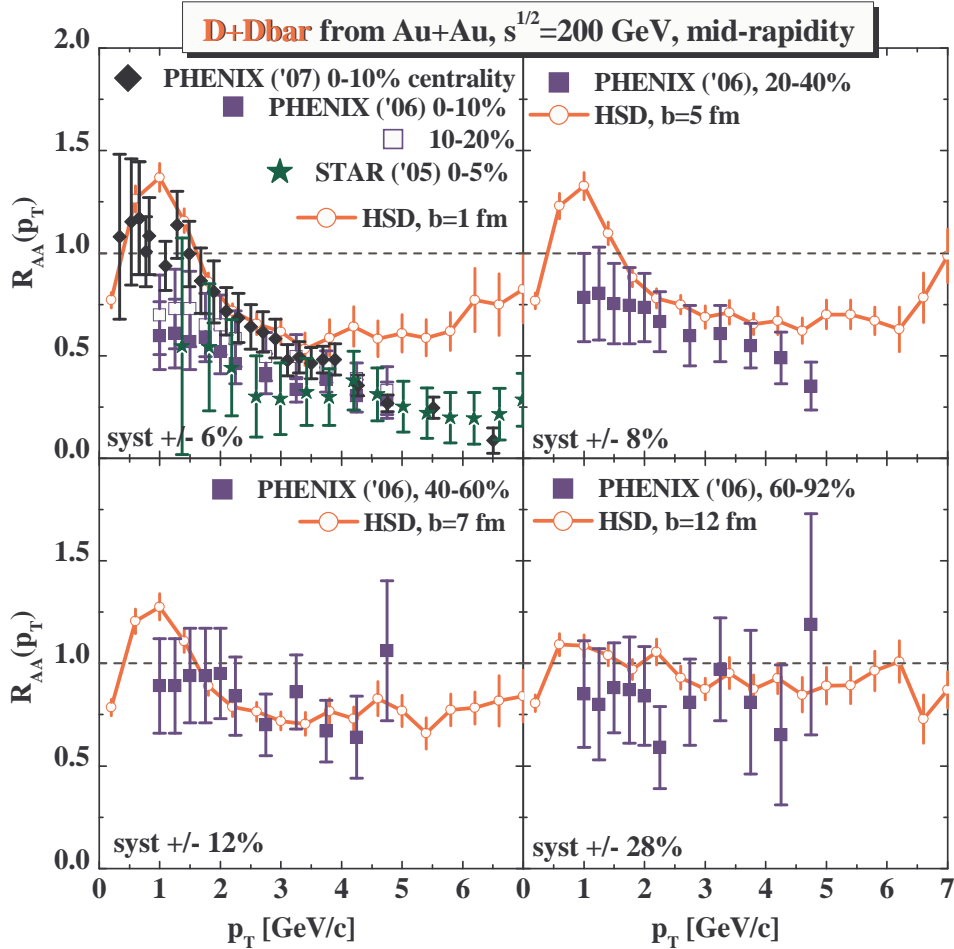 D+Dbar from Au+Au, s^1/2=200 GeV, mid-rapidity
2.0
1.5
1.0
0.5
0.0
R_AA(p_T)
PHENIX ('07) 0-10% centrality
PHENIX ('06) 0-10%
10-20%
STAR ('05) 0-5%
HSD, b=1 fm
syst +/- 6%
PHENIX ('06), 20-40%
HSD, b=5 fm
syst +/- 8%
1.5
1.0
0.5
0.0
R_AA(p_T)
PHENIX ('06), 40-60%
HSD, b=7 fm
syst +/- 12%
PHENIX ('06), 60-92%
HSD, b=12 fm
syst +/- 28%
0 1 2 3 4 5 6 0 1 2 3 4 5 6 7
p_T [GeV/c] p_T [GeV/c]